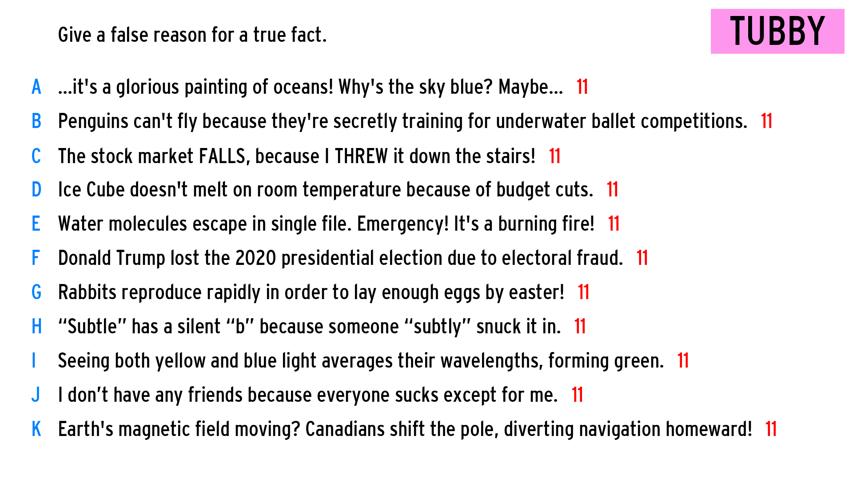 Give a false reason for a true fact.
TUBBY
A ...it's a glorious painting of oceans! Why's the sky blue? Maybe... 11
B Penguins can't fly because they're secretly training for underwater ballet competitions. 11
C The stock market FALLS, because I THREW it down the stairs! 11
D Ice Cube doesn't melt on room temperature because of budget cuts. 11
E Water molecules escape in single file. Emergency! It's a burning fire! 11
F Donald Trump lost the 2020 presidential election due to electoral fraud. 11
G Rabbits reproduce rapidly in order to lay enough eggs by easter! 11
H “Subtle” has a silent “b” because someone “subtly” snuck it in. 11
I Seeing both yellow and blue light averages their wavelengths, forming green. 11
J I don’t have any friends because everyone sucks except for me. 11
K Earth's magnetic field moving? Canadians shift the pole, diverting navigation homeward! 11